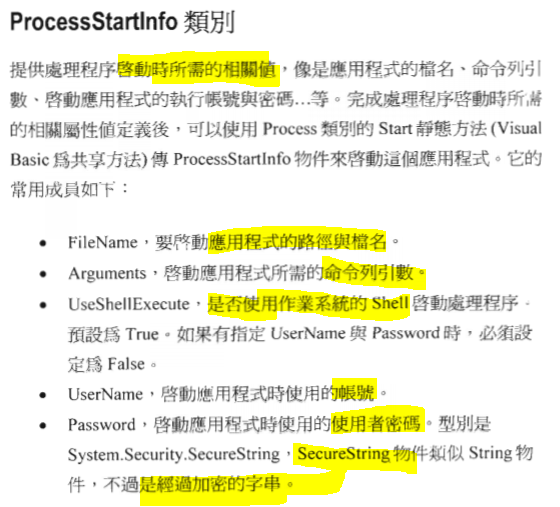 ProcessStartInfo 類別
提供處理程序啓動時所需的相關値，像是應用程式的檔名、命令列引
數、啓動應用程式的執行帳號與密碼…等。完成處理程序啓動時所需
的相關屬性値定義後，可以使用 Process 類別的 Start 靜態方法 (Visual
Basic 爲共享方法) 傳 ProcessStartInfo 物件來啓動這個應用程式。它的
常用成員如下：
• FileName，要啓動應用程式的路徑與檔名。
• Arguments，啓動應用程式所需的命令列引數。
• UseShellExecute，是否使用作業系統的 Shell 啓動處理程序，
預設爲 True。如果有指定 UserName 與 Password 時，必須設
定爲 False。
• UserName，啓動應用程式時使用的帳號。
• Password，啓動應用程式時使用的使用者密碼。型別是
System.Security.SecureString，SecureString 物件類似 String 物
件，不過是經過加密的字串。